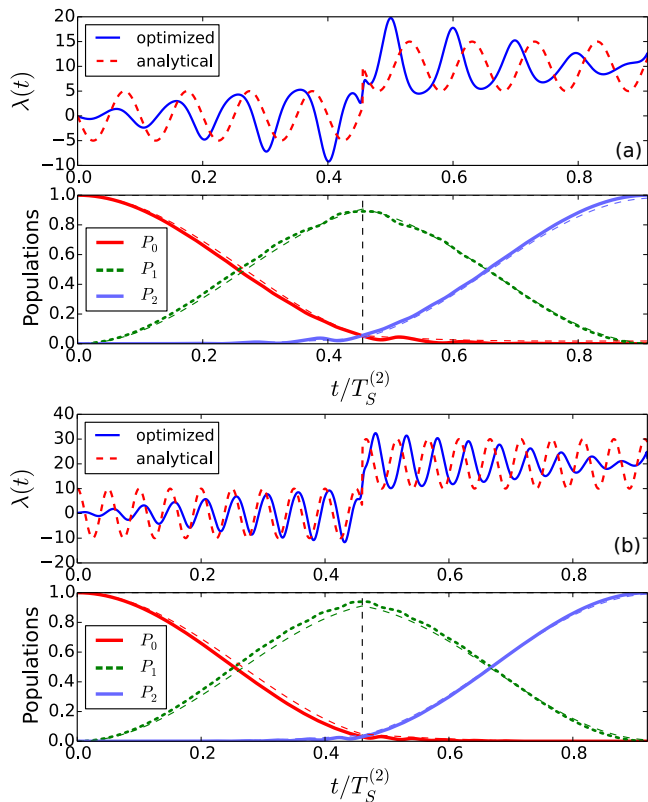 20
15
10
5
0
−5
−10
λ(t)
optimized
analytical
(a)
0.0 0.2 0.4 0.6 0.8
1.0
0.8
0.6
0.4
0.2
0.0
Populations
P₀
P₁
P₂
0.0 0.2 0.4 0.6 0.8
t/T_S^{(2)}
40
30
20
10
0
−10
−20
λ(t)
optimized
analytical
(b)
0.0 0.2 0.4 0.6 0.8
1.0
0.8
0.6
0.4
0.2
0.0
Populations
P₀
P₁
P₂
0.0 0.2 0.4 0.6 0.8
t/T_S^{(2)}